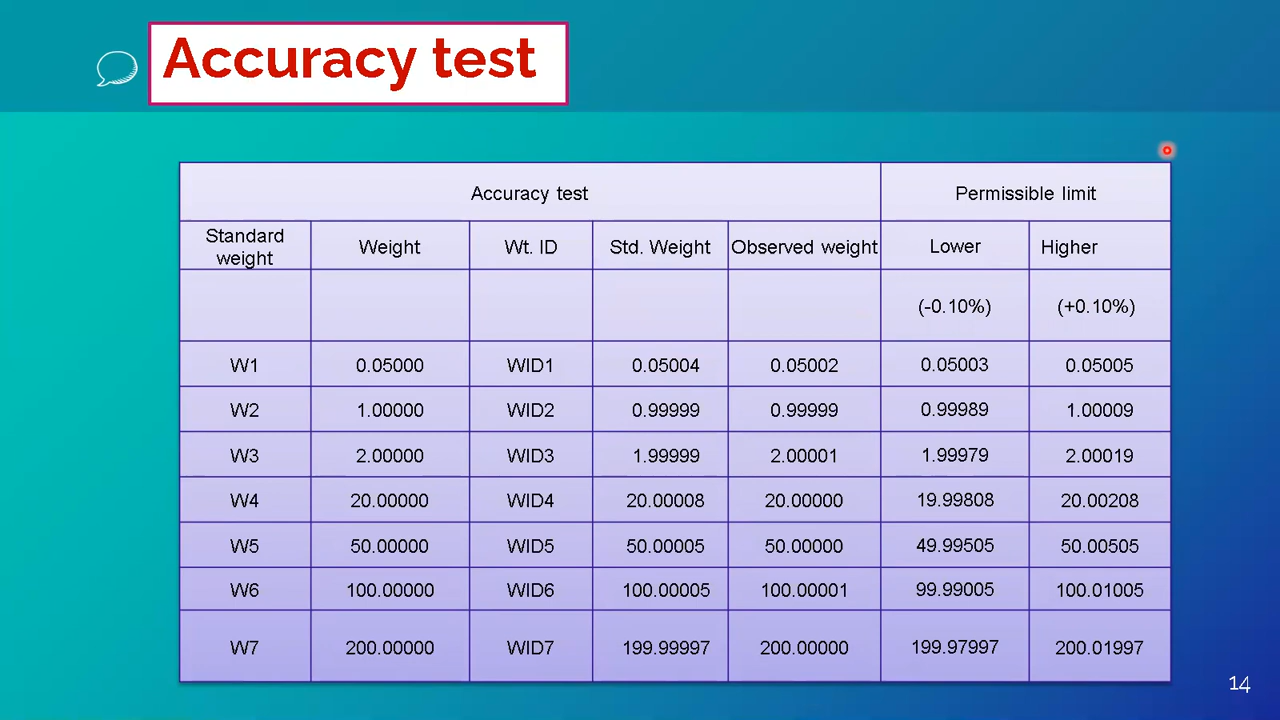 Accuracy test
Accuracy test Permissible limit
Standard weight Weight Wt. ID Std. Weight Observed weight Lower Higher
(-0.10%) (+0.10%)
W1 0.05000 WID1 0.05004 0.05002 0.05003 0.05005
W2 1.00000 WID2 0.99999 0.99999 0.99989 1.00009
W3 2.00000 WID3 1.99999 2.00001 1.99979 2.00019
W4 20.00000 WID4 20.00008 20.00000 19.99808 20.00208
W5 50.00000 WID5 50.00005 50.00000 49.99505 50.00505
W6 100.00000 WID6 100.00005 100.00001 99.99005 100.01005
W7 200.00000 WID7 199.99997 200.00000 199.97997 200.01997
14